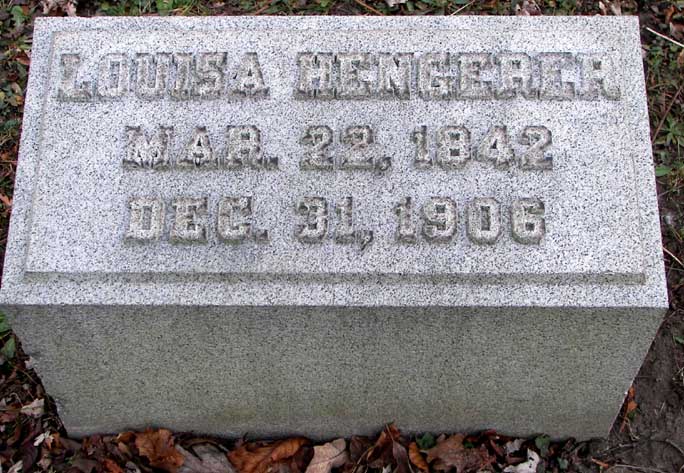 LOUISA HENGERER
MAR. 22, 1842
DEC. 31, 1906